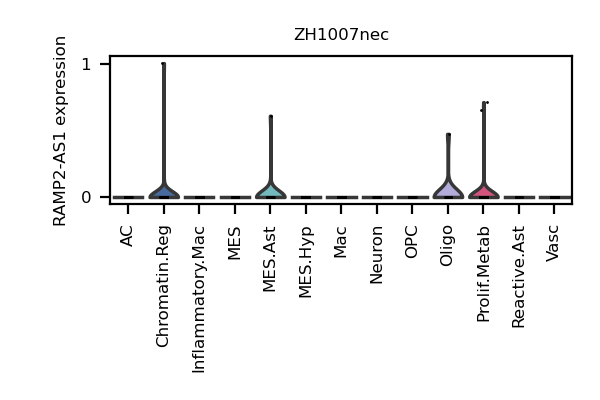 ZH1007nec
RAMP2-AS1 expression
1
0
AC
Chromatin.Reg
Inflammatory.Mac
MES
MES.Ast
MES.Hyp
Mac
Neuron
OPC
Oligo
Prolif.Metab
Reactive.Ast
Vasc